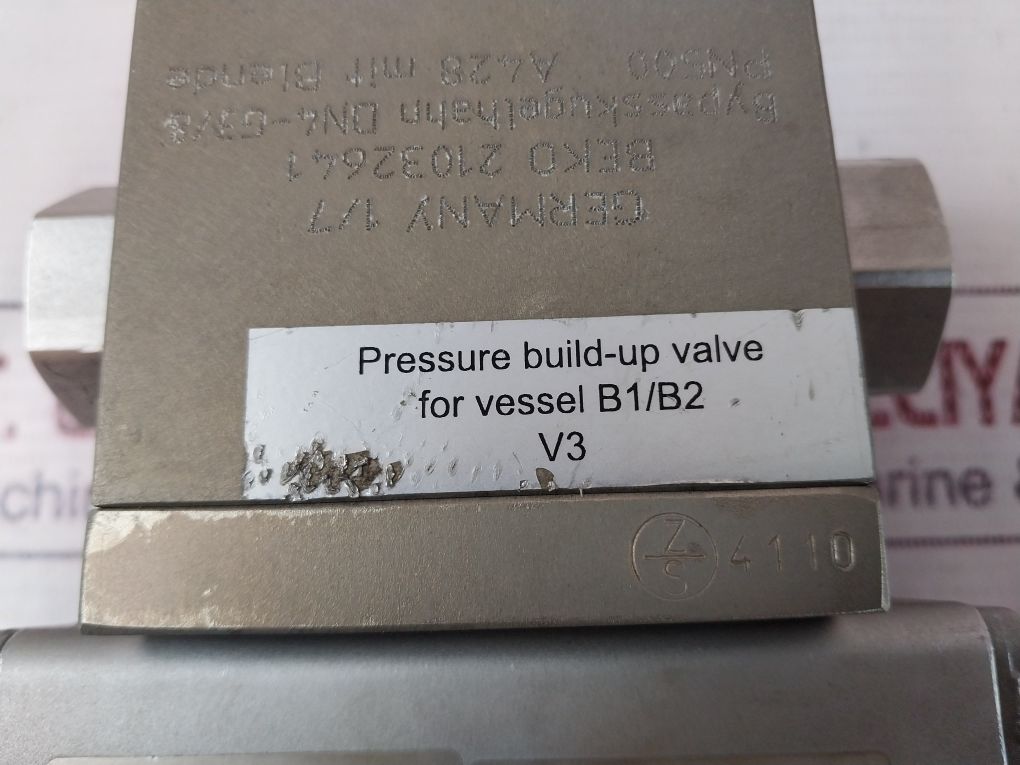 GERMANY 1/7
BEKO 21032641
Bypasskugelhahn DN4-G3/8
PN500 A428 mit Blende
Pressure build-up valve
for vessel B1/B2
V3
Z
S
4110